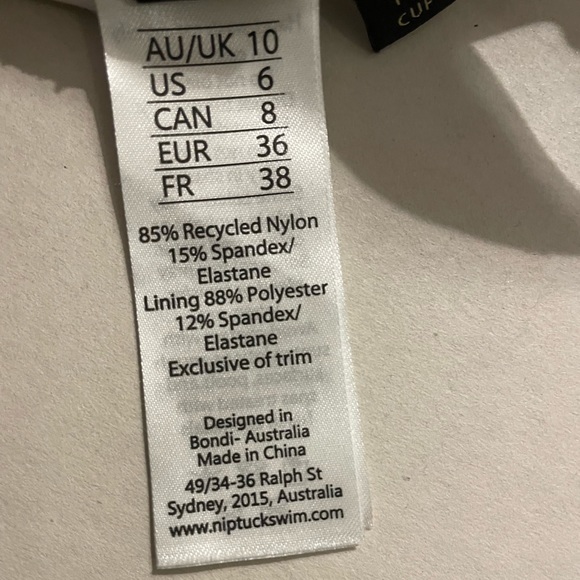 CUP
AU/UK 10
US 6
CAN 8
EUR 36
FR 38
85% Recycled Nylon
15% Spandex/
Elastane
Lining 88% Polyester
12% Spandex/
Elastane
Exclusive of trim
Designed in
Bondi- Australia
Made in China
49/34-36 Ralph St
Sydney, 2015, Australia
www.niptuckswim.com